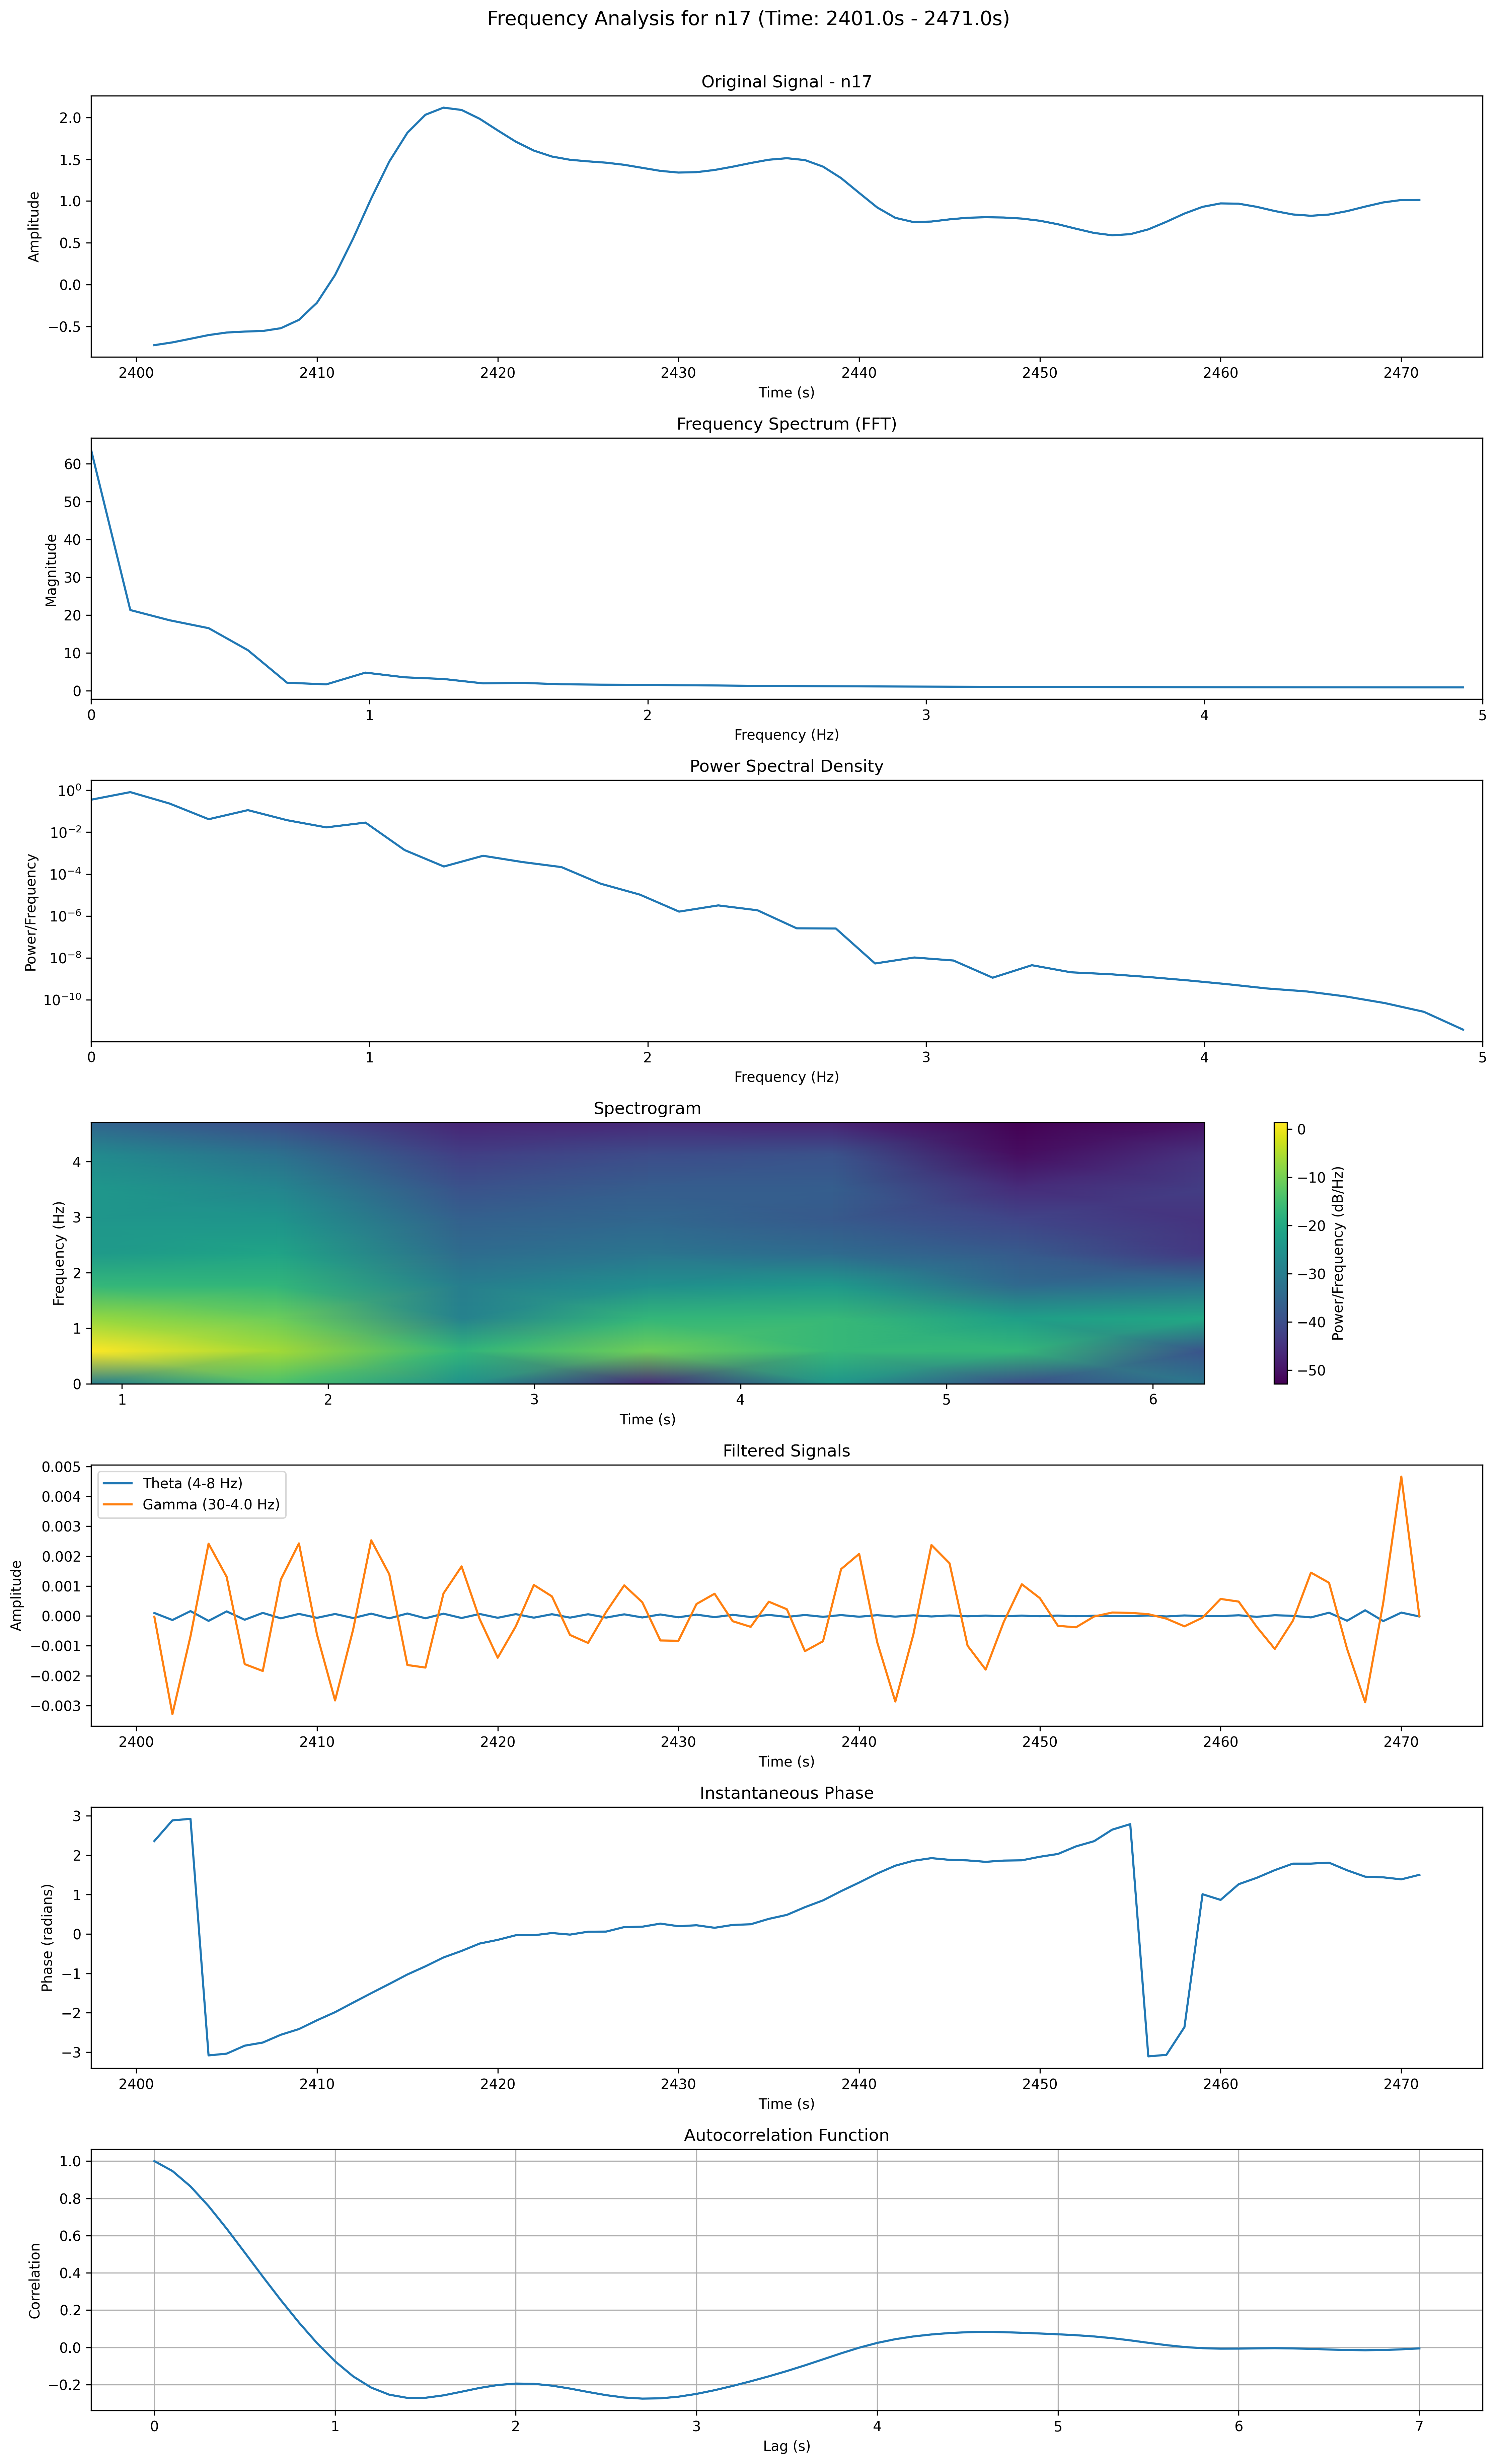 Frequency Analysis for n17 (Time: 2401.0s - 2471.0s)
Original Signal - n17
2.0
1.5
1.0
0.5
0.0
−0.5
Amplitude
2400 2410 2420 2430 2440 2450 2460 2470
Time (s)
Frequency Spectrum (FFT)
60
50
40
30
20
10
0
Magnitude
0 1 2 3 4 5
Frequency (Hz)
Power Spectral Density
10⁰
10⁻²
10⁻⁴
10⁻⁶
10⁻⁸
10⁻¹⁰
Power/Frequency
0 1 2 3 4 5
Frequency (Hz)
Spectrogram
4
3
2
1
0
Frequency (Hz)
1 2 3 4 5 6
Time (s)
0
−10
−20
−30
−40
−50
Power/Frequency (dB/Hz)
Filtered Signals
0.005
0.004
0.003
0.002
0.001
0.000
−0.001
−0.002
−0.003
Amplitude
Theta (4-8 Hz)
Gamma (30-4.0 Hz)
2400 2410 2420 2430 2440 2450 2460 2470
Time (s)
Instantaneous Phase
3
2
1
0
−1
−2
−3
Phase (radians)
2400 2410 2420 2430 2440 2450 2460 2470
Time (s)
Autocorrelation Function
1.0
0.8
0.6
0.4
0.2
0.0
−0.2
Correlation
0 1 2 3 4 5 6 7
Lag (s)